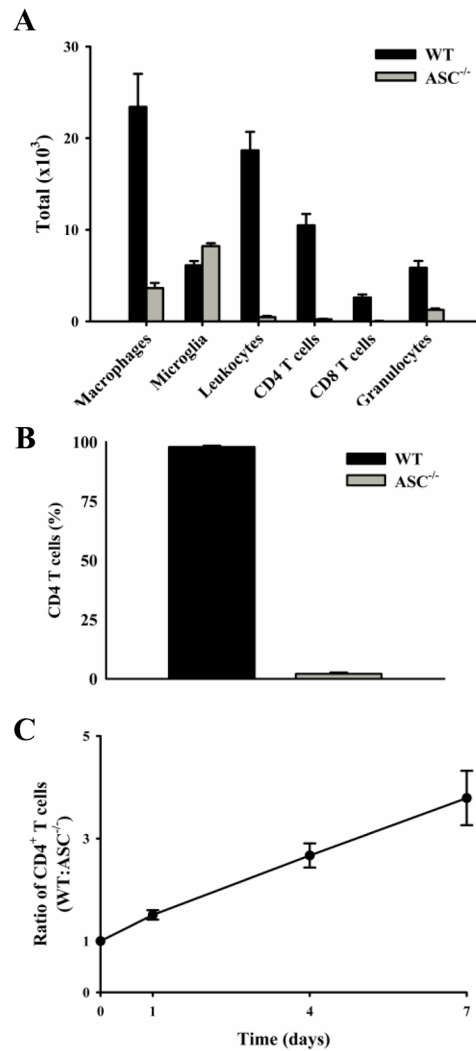 A
WT
ASC-/-
Total (x10³)
30
20
10
0
Macrophages
Microglia
Leukocytes
CD4 T cells
CD8 T cells
Granulocytes
B
WT
ASC-/-
CD4 T cells (%)
100
75
50
25
0
C
Ratio of CD4⁺ T cells
(WT:ASC-/-)
5
3
1
0
0
1
4
7
Time (days)